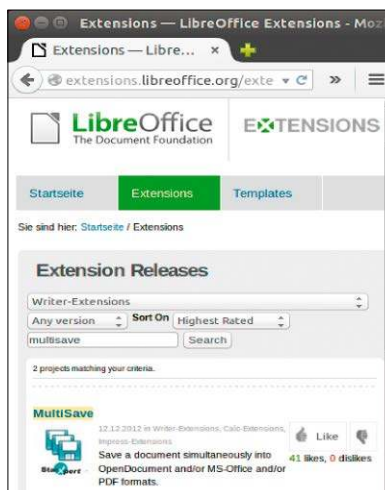 Extensions — LibreOffice Extensions - Moz
Extensions — Libre... ×
extensions.libreoffice.org/exte
LibreOffice
The Document Foundation
EXTENSIONS
Startseite Extensions Templates
Sie sind hier: Startseite / Extensions
Extension Releases
Writer-Extensions
Any version Sort On Highest Rated
multisave Search
2 projects matching your criteria.
MultiSave
12.12.2012 in Writer-Extensions, Calc-Extensions,
Impress-Extensions
Save a document simultaneously into
OpenDocument and/or MS-Office and/or
PDF formats.
Like
41 likes, 0 dislikes